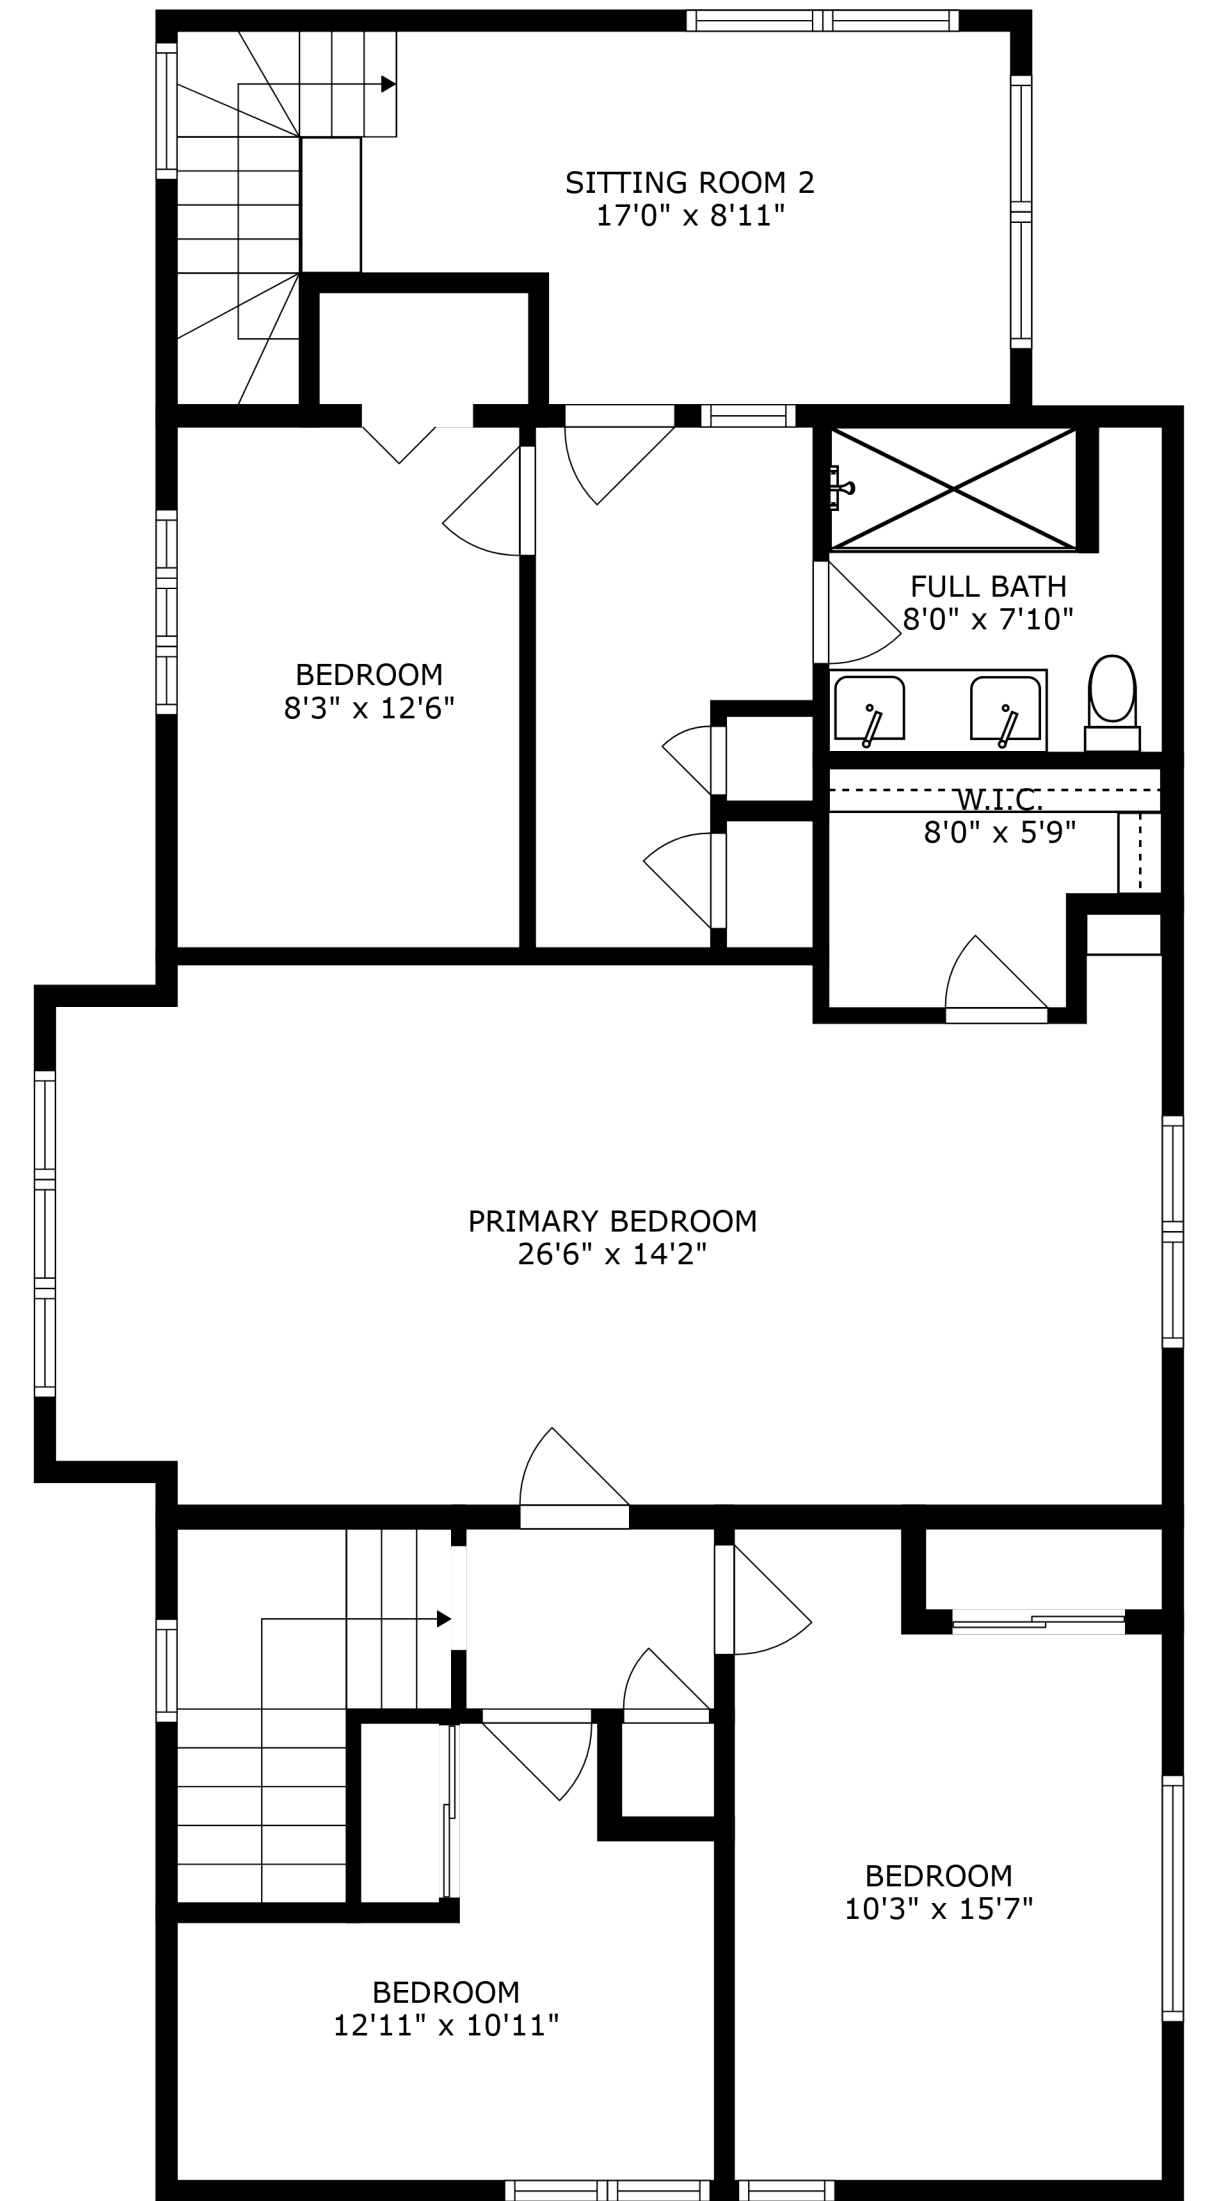 SITTING ROOM 2
17'0" x 8'11"
FULL BATH
8'0" x 7'10"
BEDROOM
8'3" x 12'6"
W.I.C.
8'0" x 5'9"
PRIMARY BEDROOM
26'6" x 14'2"
BEDROOM
10'3" x 15'7"
BEDROOM
12'11" x 10'11"